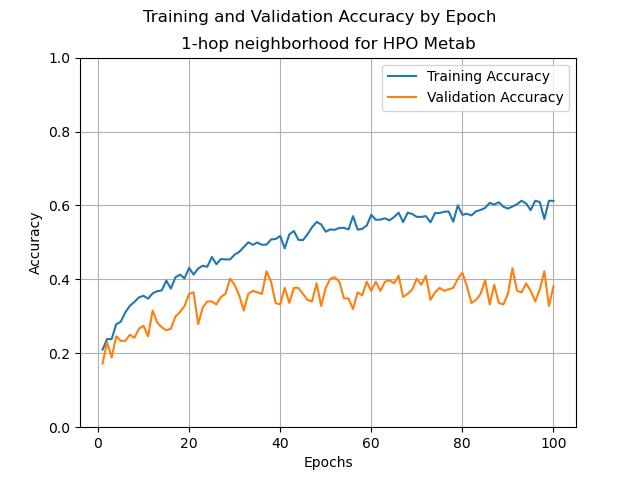 Training and Validation Accuracy by Epoch
1-hop neighborhood for HPO Metab
Training Accuracy
Validation Accuracy
1.0
0.8
0.6
0.4
0.2
0.0
Accuracy
0 20 40 60 80 100
Epochs